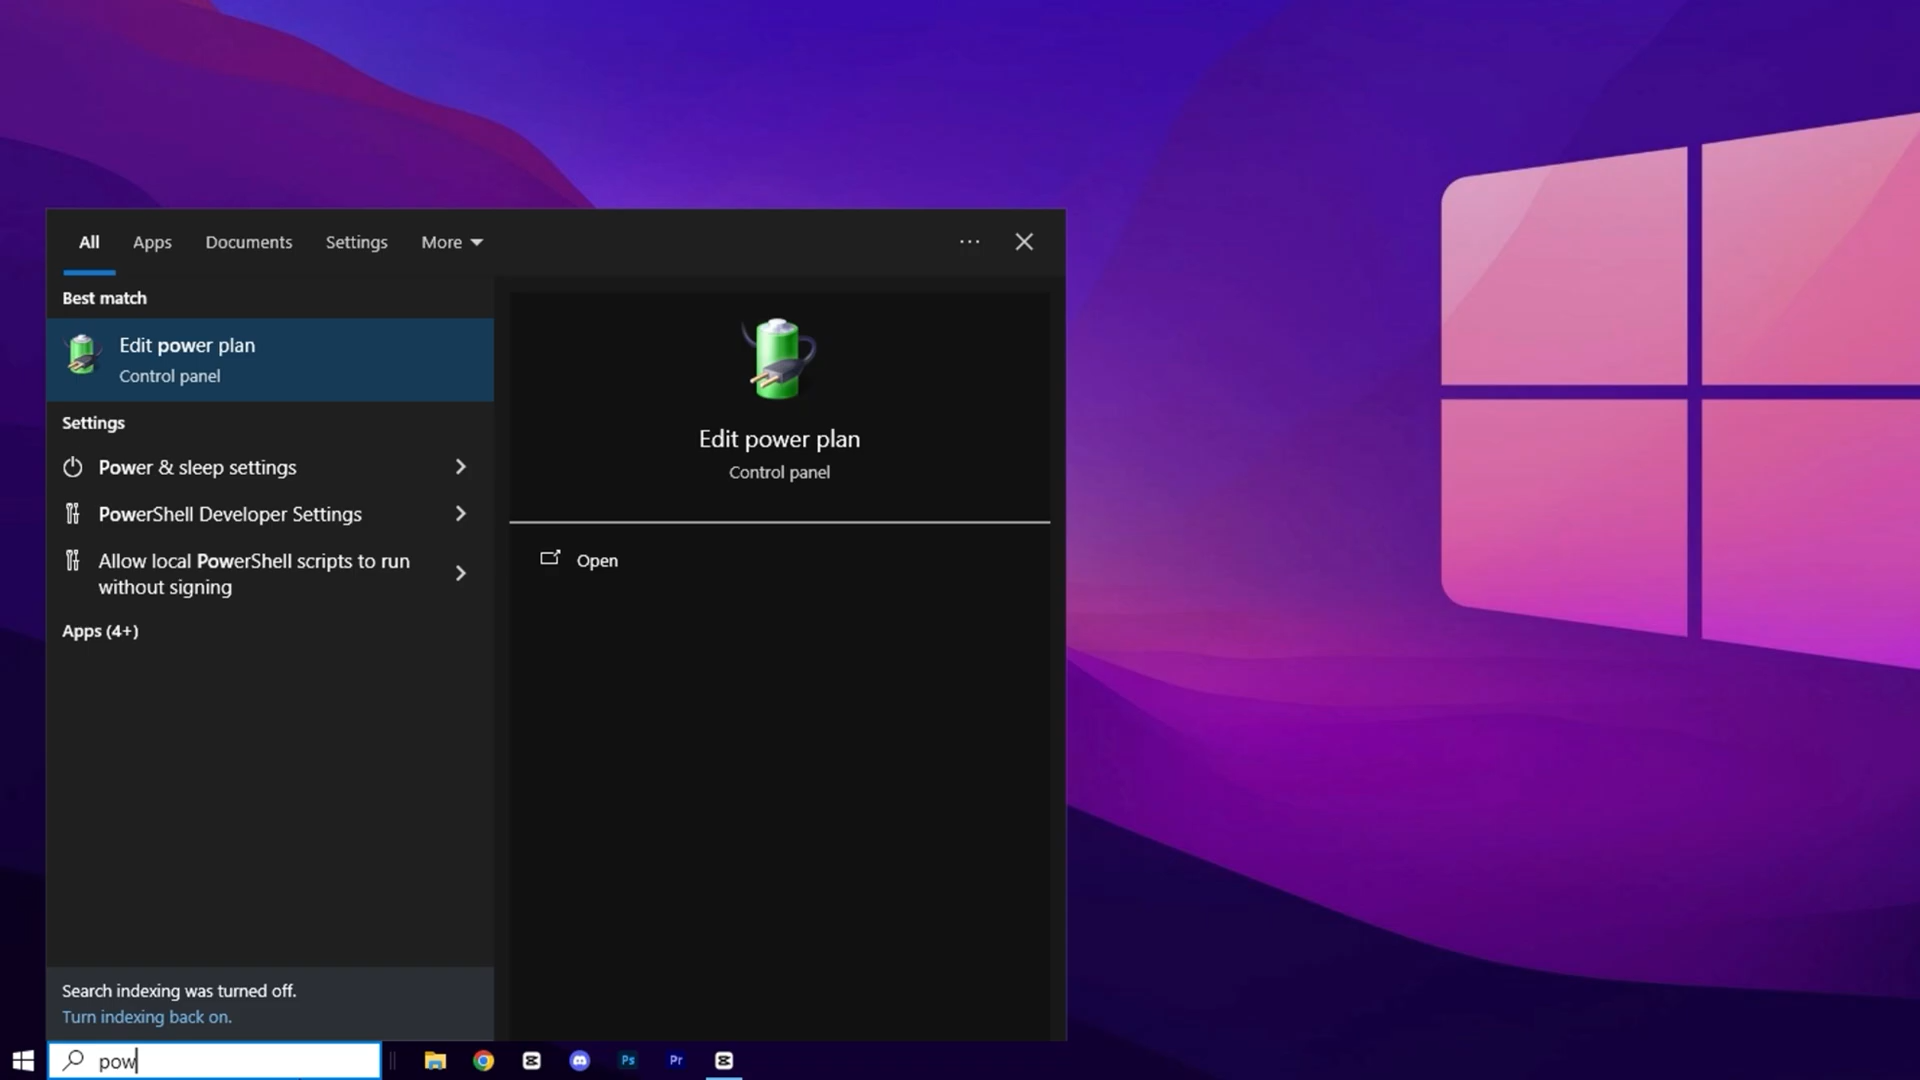 All Apps Documents Settings More
Best match
Edit power plan
Control panel
Settings
Power & sleep settings
PowerShell Developer Settings
Allow local PowerShell scripts to run
without signing
Apps (4+)
Search indexing was turned off.
Turn indexing back on.
Edit power plan
Control panel
Open
pow
Ps
Pr